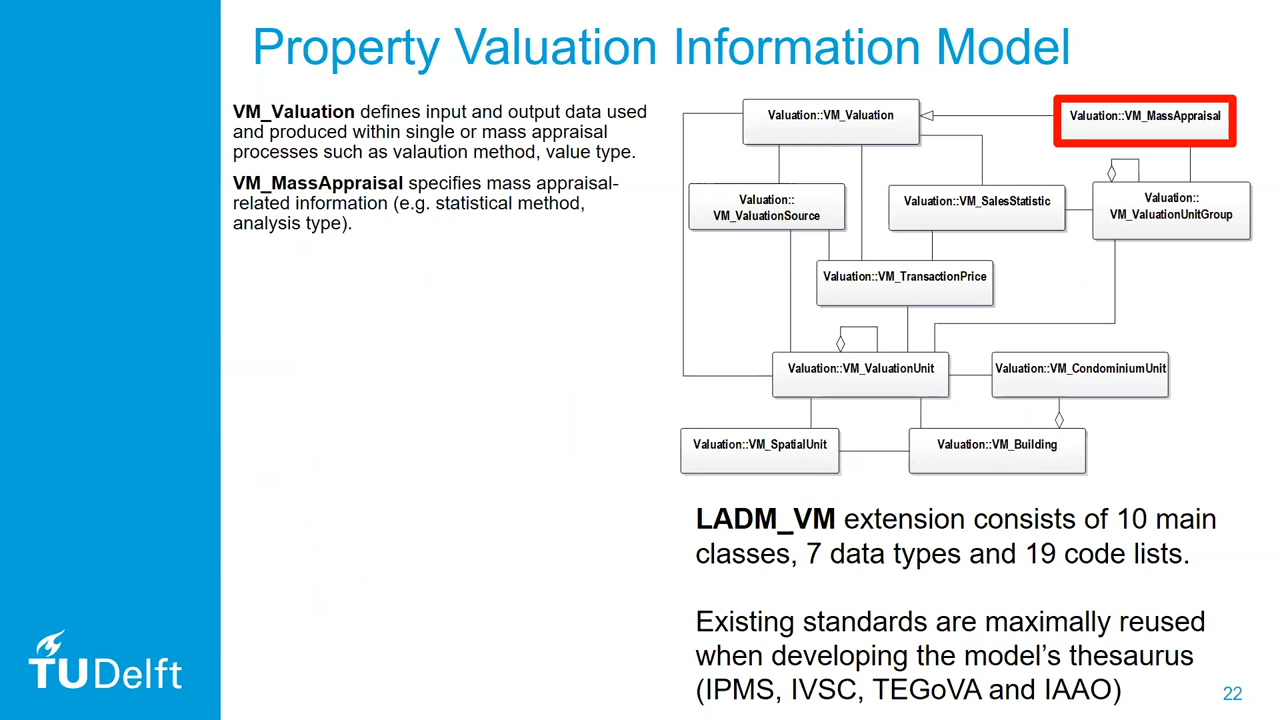 Property Valuation Information Model
VM_Valuation defines input and output data used
and produced within single or mass appraisal
processes such as valaution method, value type.
VM_MassAppraisal specifies mass appraisal-
related information (e.g. statistical method,
analysis type).
Valuation::VM_Valuation
Valuation::VM_MassAppraisal
Valuation::
VM_ValuationSource
Valuation::VM_SalesStatistic
Valuation::
VM_ValuationUnitGroup
Valuation::VM_TransactionPrice
Valuation::VM_ValuationUnit
Valuation::VM_CondominiumUnit
Valuation::VM_SpatialUnit
Valuation::VM_Building
LADM_VM extension consists of 10 main
classes, 7 data types and 19 code lists.
Existing standards are maximally reused
when developing the model’s thesaurus
(IPMS, IVSC, TEGoVA and IAAO)
TU Delft
22